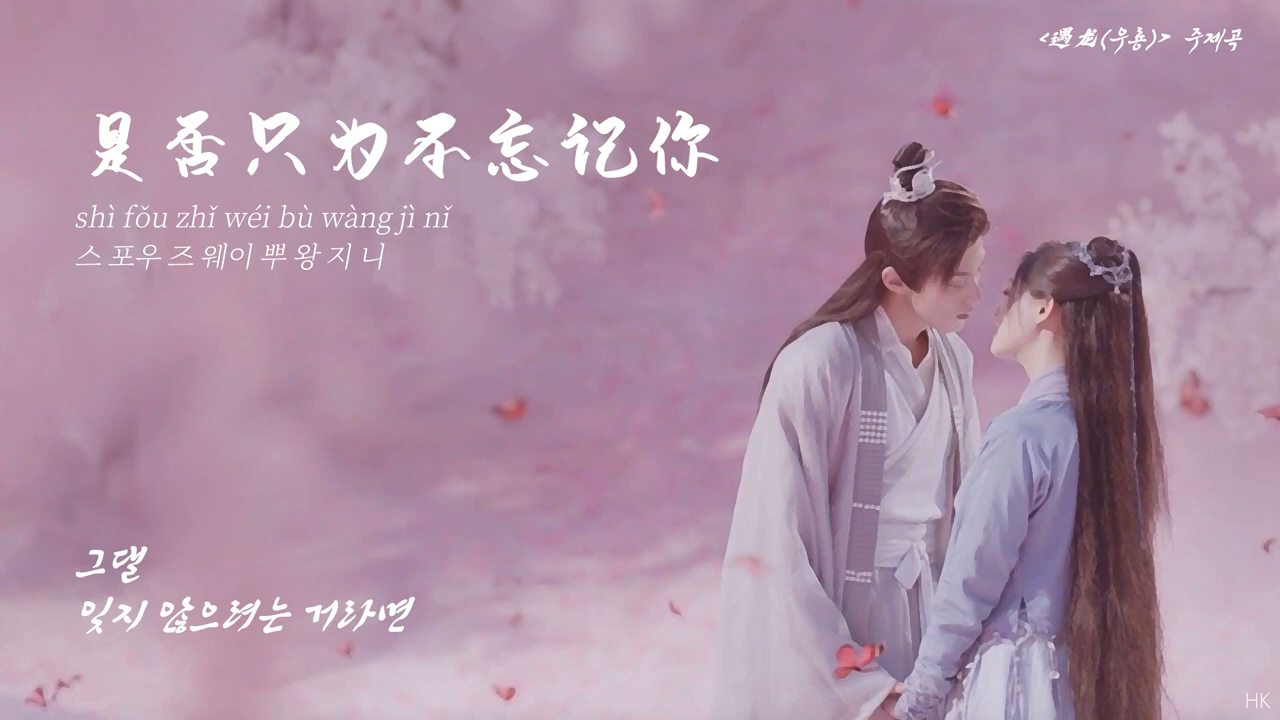 <遇龙(우룡)> 주제곡
是否只为不忘记你
shì fǒu zhǐ wéi bù wàng jì nǐ
스 포우 즈 웨이 뿌 왕 지 니
그댈
잊지 않으려는 거라면
HK